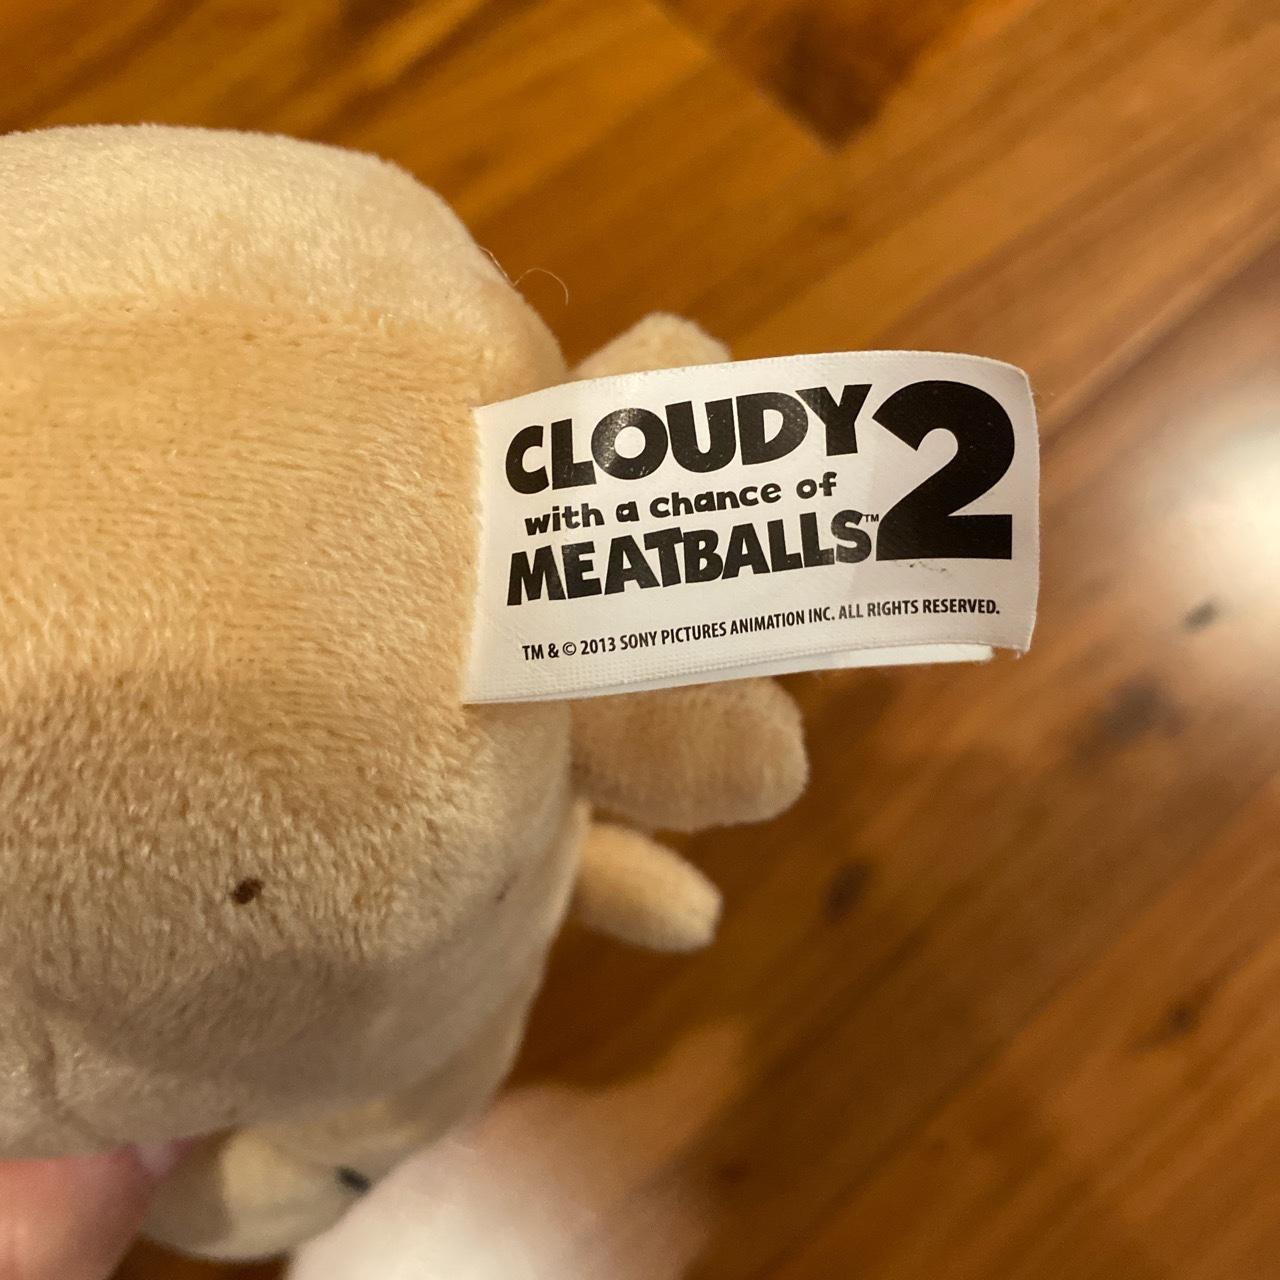 CLOUDY 2
with a chance of
MEATBALLS™
TM & © 2013 SONY PICTURES ANIMATION INC. ALL RIGHTS RESERVED.